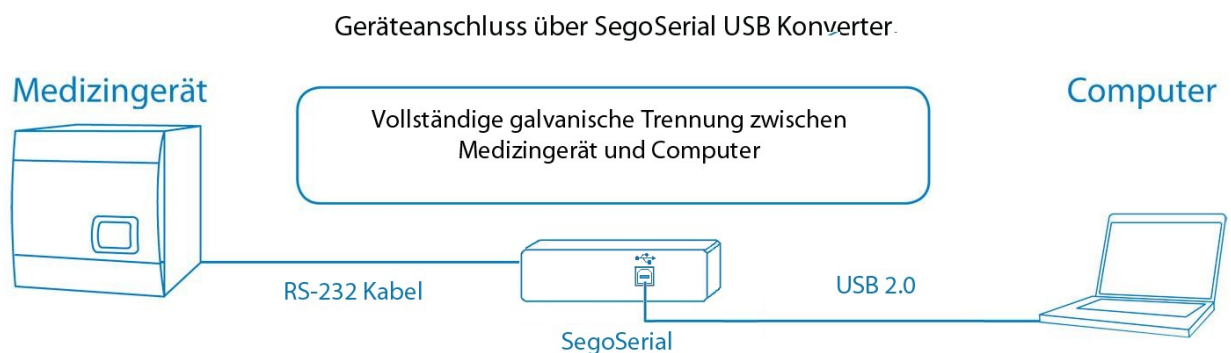 Geräteanschluss über SegoSerial USB Konverter.
Medizingerät
Computer
Vollständige galvanische Trennung zwischen
Medizingerät und Computer
RS-232 Kabel
USB 2.0
SegoSerial